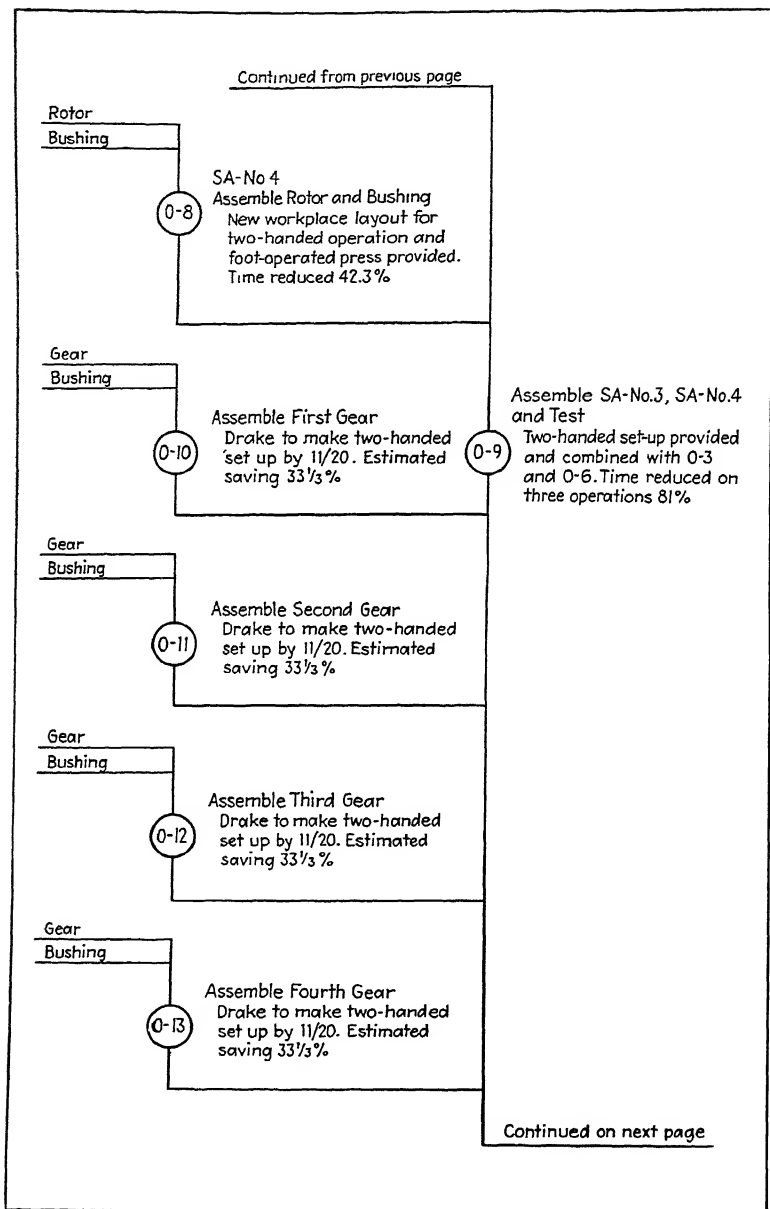 Continued from previous page
Rotor
Bushing
0-8
SA-No 4
Assemble Rotor and Bushing
New workplace layout for
two-handed operation and
foot-operated press provided.
Time reduced 42.3%
Gear
Bushing
0-10
Assemble First Gear
Drake to make two-handed
set up by 11/20. Estimated
saving 33⅓%
0-9
Assemble SA-No.3, SA-No.4
and Test
Two-handed set-up provided
and combined with 0-3
and 0-6. Time reduced on
three operations 81%
Gear
Bushing
0-11
Assemble Second Gear
Drake to make two-handed
set up by 11/20. Estimated
saving 33⅓%
Gear
Bushing
0-12
Assemble Third Gear
Drake to make two-handed
set up by 11/20. Estimated
saving 33⅓%
Gear
Bushing
0-13
Assemble Fourth Gear
Drake to make two-handed
set up by 11/20. Estimated
saving 33⅓%
Continued on next page